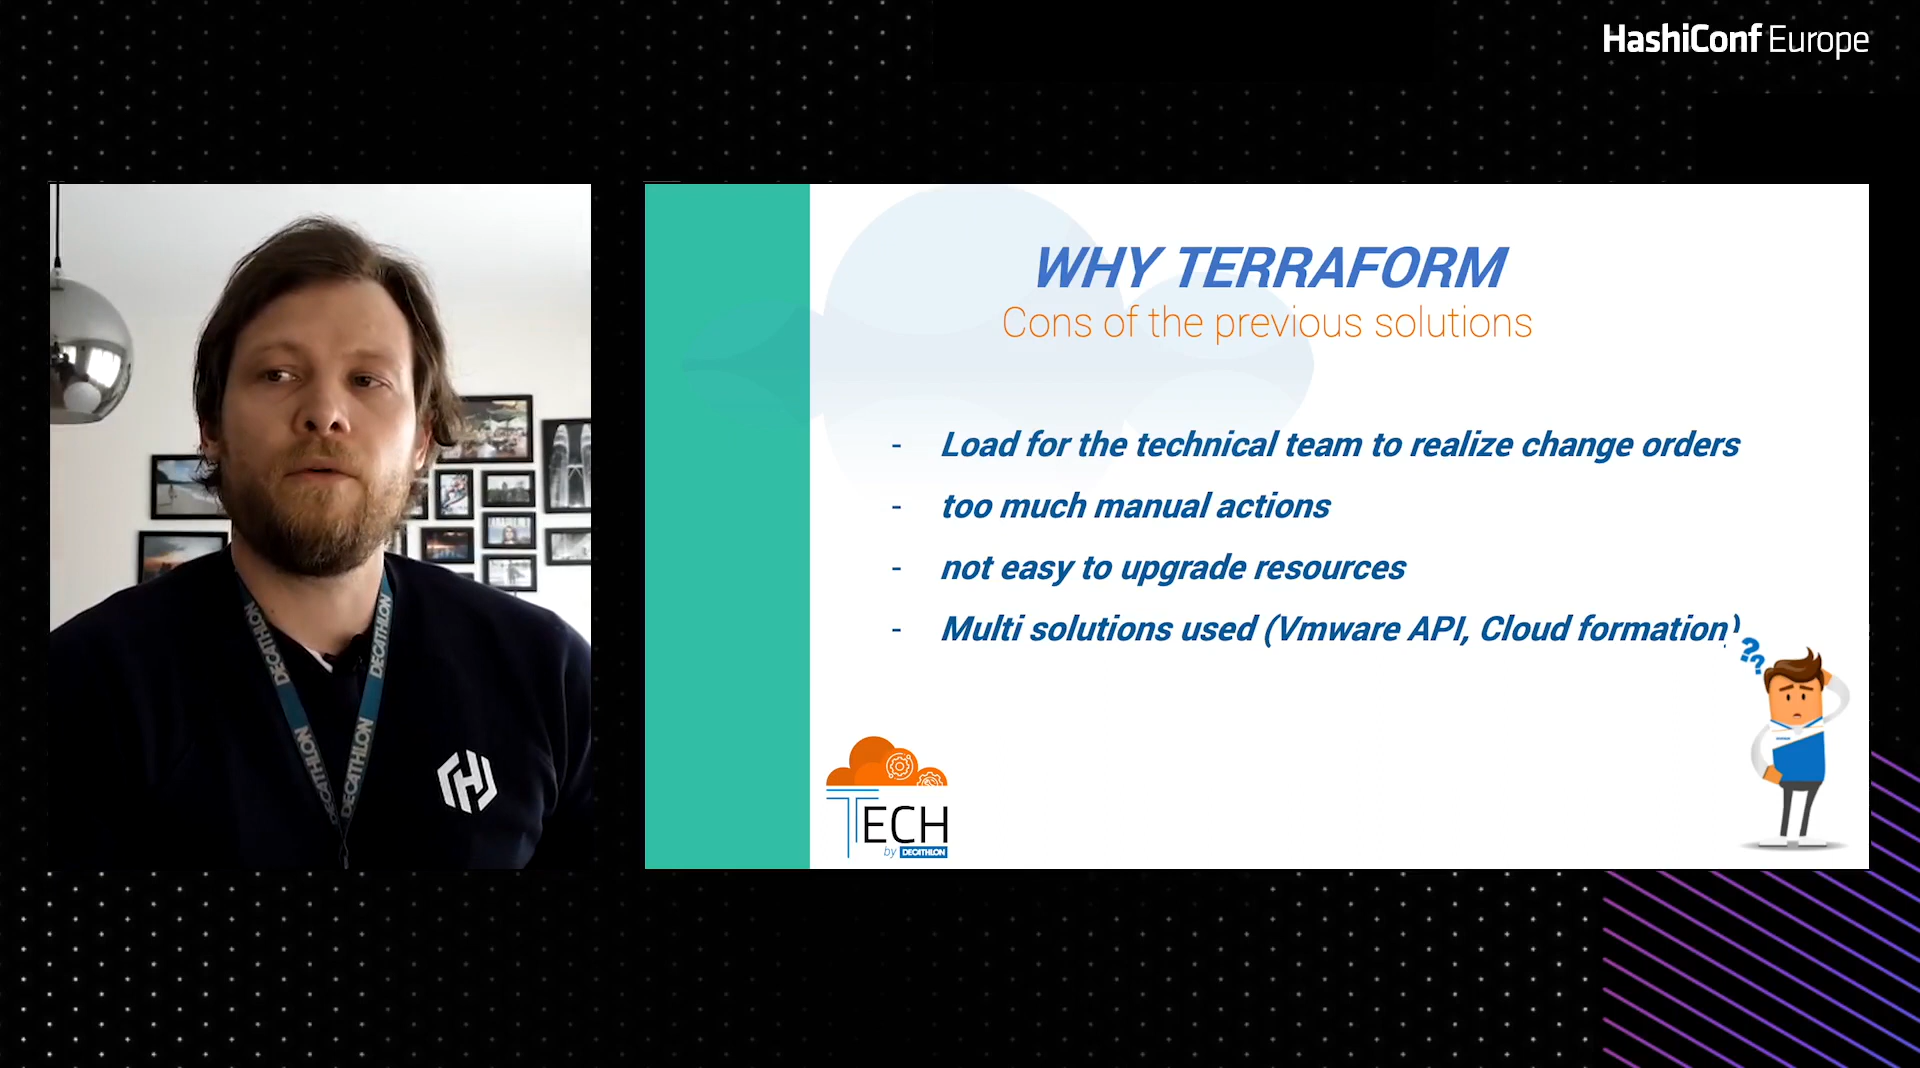 HashiConf Europe
WHY TERRAFORM
Cons of the previous solutions
- Load for the technical team to realize change orders
- too much manual actions
- not easy to upgrade resources
- Multi solutions used (Vmware API, Cloud formation)
??
TECH
by DECATHLON
DECATHLON
DECATHLON
DECATHLON
DECATHLON